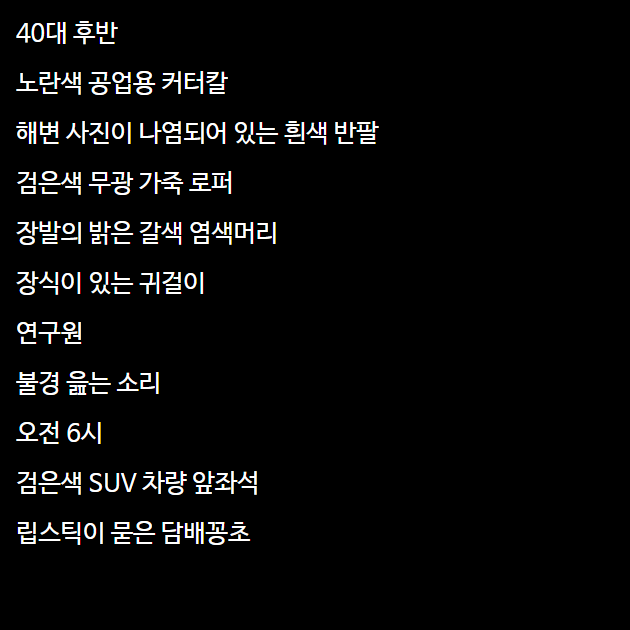 40대 후반
노란색 공업용 커터칼
해변 사진이 나염되어 있는 흰색 반팔
검은색 무광 가죽 로퍼
장발의 밝은 갈색 염색머리
장식이 있는 귀걸이
연구원
불경 읊는 소리
오전 6시
검은색 SUV 차량 앞좌석
립스틱이 묻은 담배꽁초